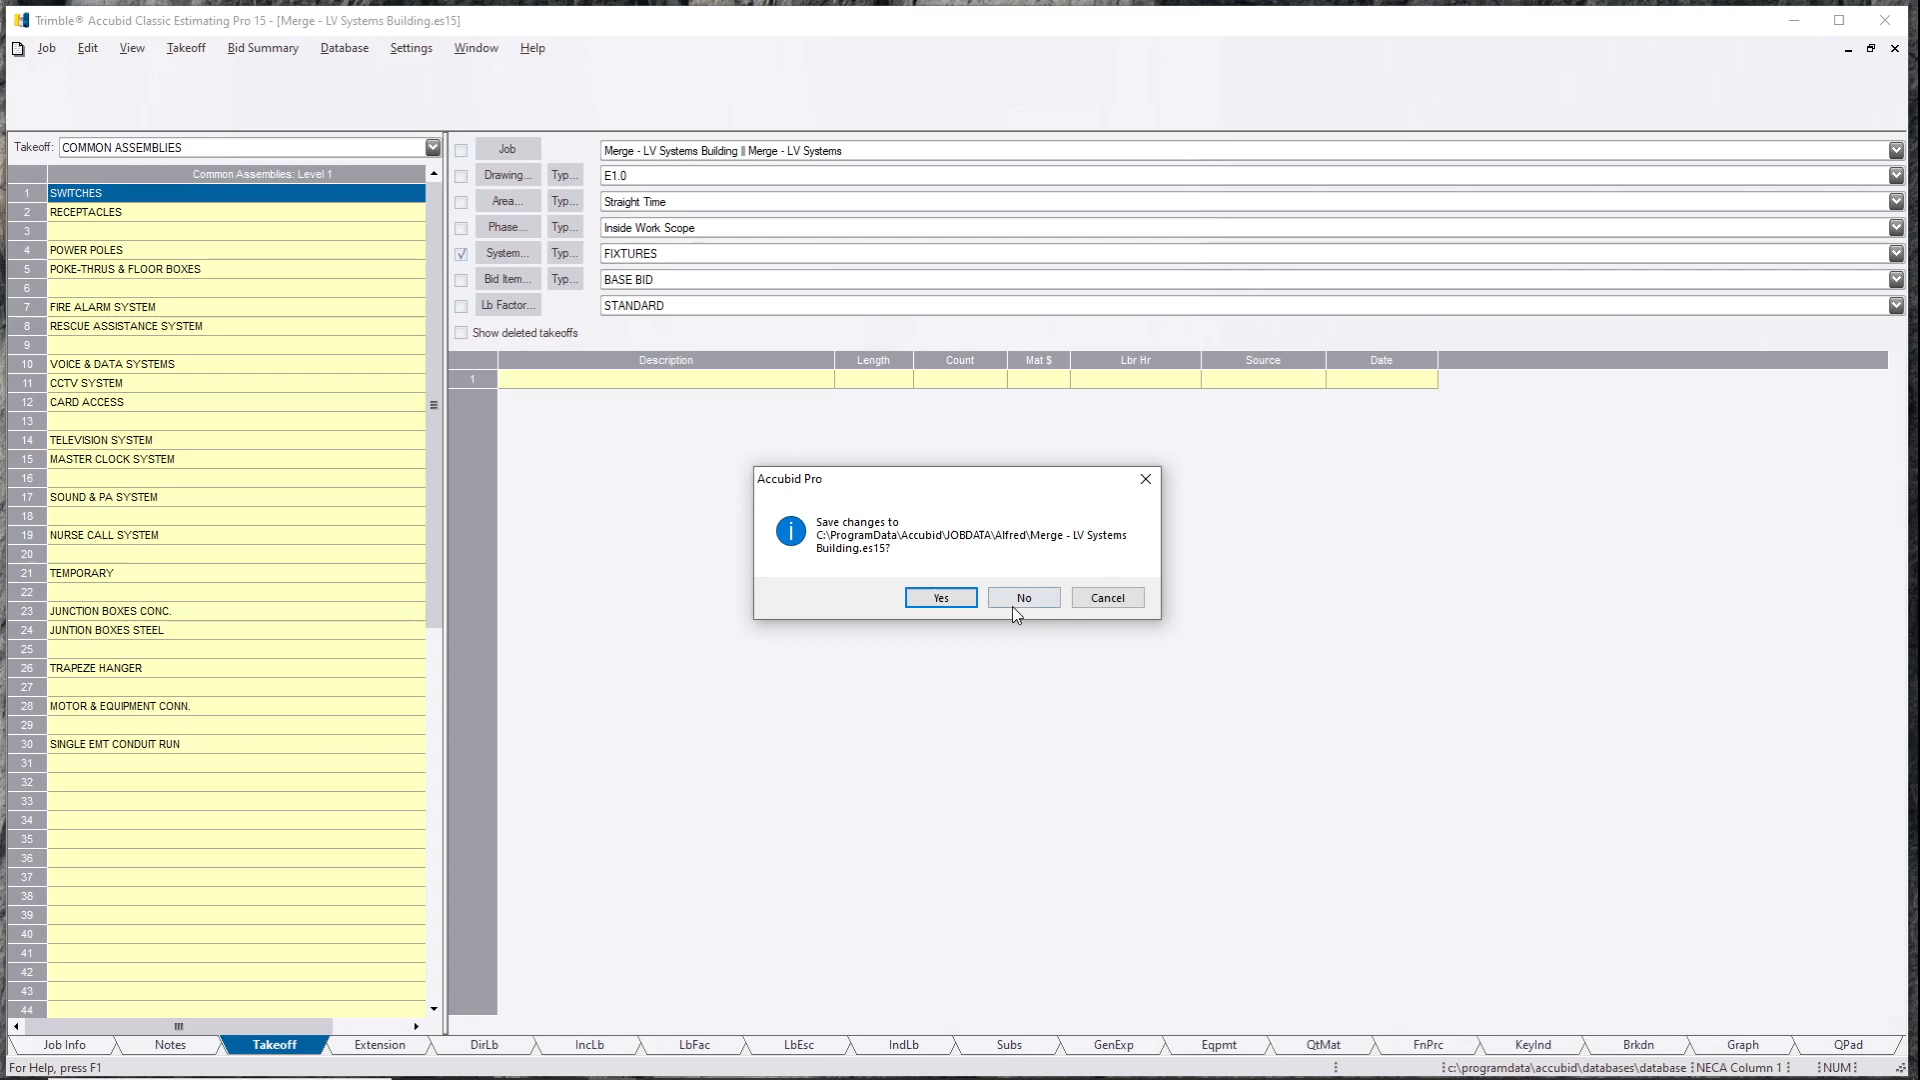 Trimble® Accubid Classic Estimating Pro 15 - [Merge - LV Systems Building.es15]
Job Edit View Takeoff Bid Summary Database Settings Window Help
Takeoff: COMMON ASSEMBLIES
Common Assemblies: Level 1
1 SWITCHES
2 RECEPTACLES
3
4 POWER POLES
5 POKE-THRUS & FLOOR BOXES
6
7 FIRE ALARM SYSTEM
8 RESCUE ASSISTANCE SYSTEM
9
10 VOICE & DATA SYSTEMS
11 CCTV SYSTEM
12 CARD ACCESS
13
14 TELEVISION SYSTEM
15 MASTER CLOCK SYSTEM
16
17 SOUND & PA SYSTEM
18
19 NURSE CALL SYSTEM
20
21 TEMPORARY
22
23 JUNCTION BOXES CONC.
24 JUNTION BOXES STEEL
25
26 TRAPEZE HANGER
27
28 MOTOR & EQUIPMENT CONN.
29
30 SINGLE EMT CONDUIT RUN
31
32
33
34
35
36
37
38
39
40
41
42
43
44
Job Merge - LV Systems Building || Merge - LV Systems
Drawing... Typ... E1.0
Area... Typ... Straight Time
Phase... Typ... Inside Work Scope
System... Typ... FIXTURES
Bid Item... Typ... BASE BID
Lb Factor... STANDARD
Show deleted takeoffs
Description Length Count Mat $ Lbr Hr Source Date
1
Accubid Pro
Save changes to
C:\ProgramData\Accubid\JOBDATA\Alfred\Merge - LV Systems
Building.es15?
Yes No Cancel
Job Info Notes Takeoff Extension DirLb IncLb LbFac LbEsc IndLb Subs GenExp Eqpmt QtMat FnPrc KeyInd Brkdn Graph QPad
For Help, press F1 c:\programdata\accubid\databases\database NECA Column 1 NUM